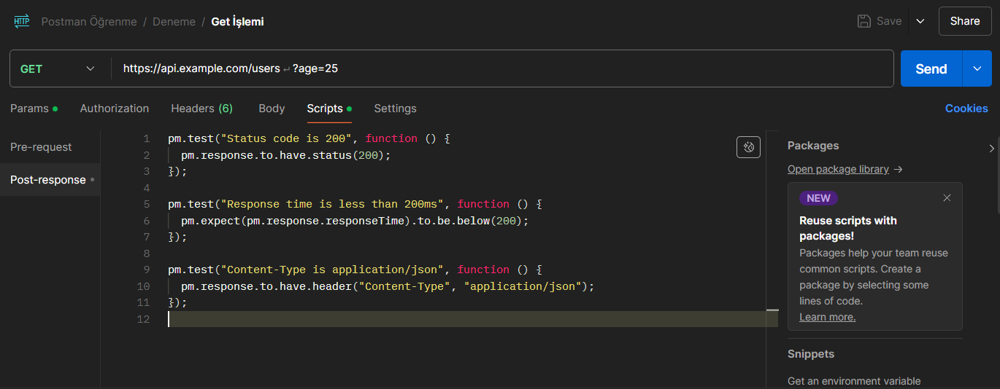 HTTP Postman Öğrenme / Deneme / Get İşlemi Save Share
GET https://api.example.com/users ↵ ?age=25 Send
Params Authorization Headers (6) Body Scripts Settings Cookies
Pre-request
Post-response
1 pm.test("Status code is 200", function () {
2 pm.response.to.have.status(200);
3 });
4
5 pm.test("Response time is less than 200ms", function () {
6 pm.expect(pm.response.responseTime).to.be.below(200);
7 });
8
9 pm.test("Content-Type is application/json", function () {
10 pm.response.to.have.header("Content-Type", "application/json");
11 });
12
Packages
Open package library →
NEW
Reuse scripts with
packages!
Packages help your team reuse
common scripts. Create a
package by selecting some
lines of code.
Learn more.
Snippets
Get an environment variable